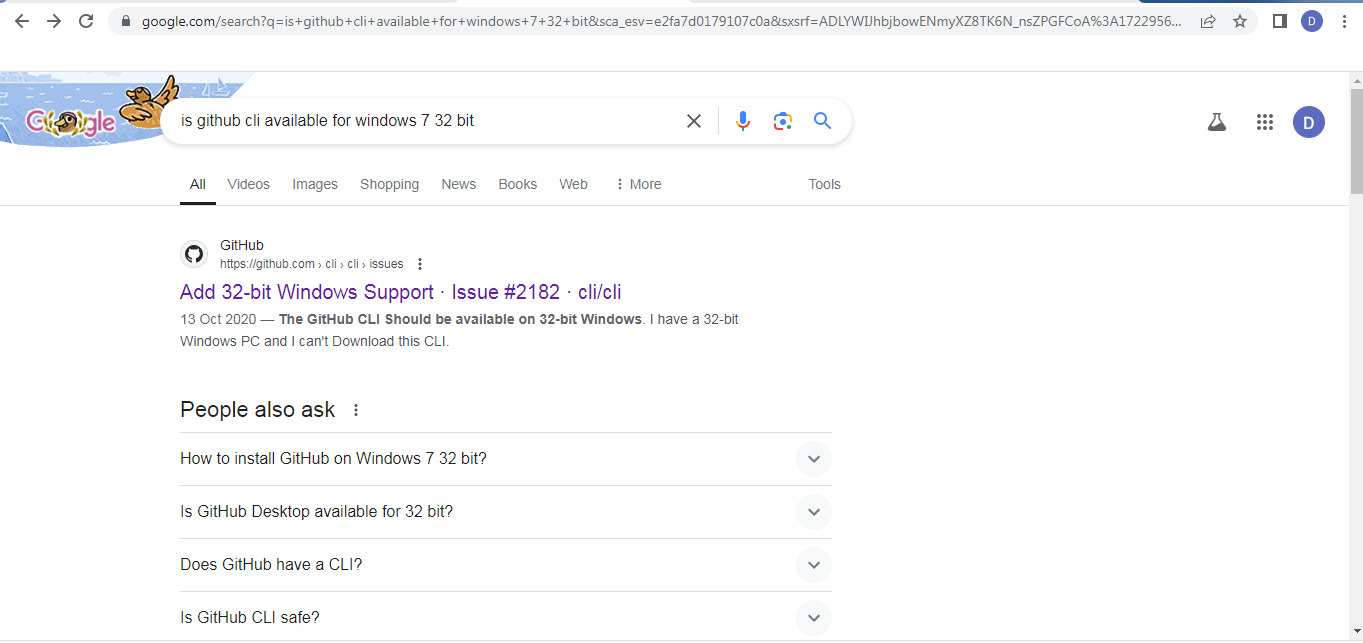 google.com/search?q=is+github+cli+available+for+windows+7+32+bit&sca_esv=e2fa7d0179107c0a&sxsrf=ADLYWIJhbjbowENmyXZ8TK6N_nsZPGFCoA%3A1722956...
D
Google
is github cli available for windows 7 32 bit
D
All Videos Images Shopping News Books Web More Tools
GitHub
https://github.com › cli › cli › issues
Add 32-bit Windows Support · Issue #2182 · cli/cli
13 Oct 2020 — The GitHub CLI Should be available on 32-bit Windows. I have a 32-bit
Windows PC and I can't Download this CLI.
People also ask
How to install GitHub on Windows 7 32 bit?
Is GitHub Desktop available for 32 bit?
Does GitHub have a CLI?
Is GitHub CLI safe?